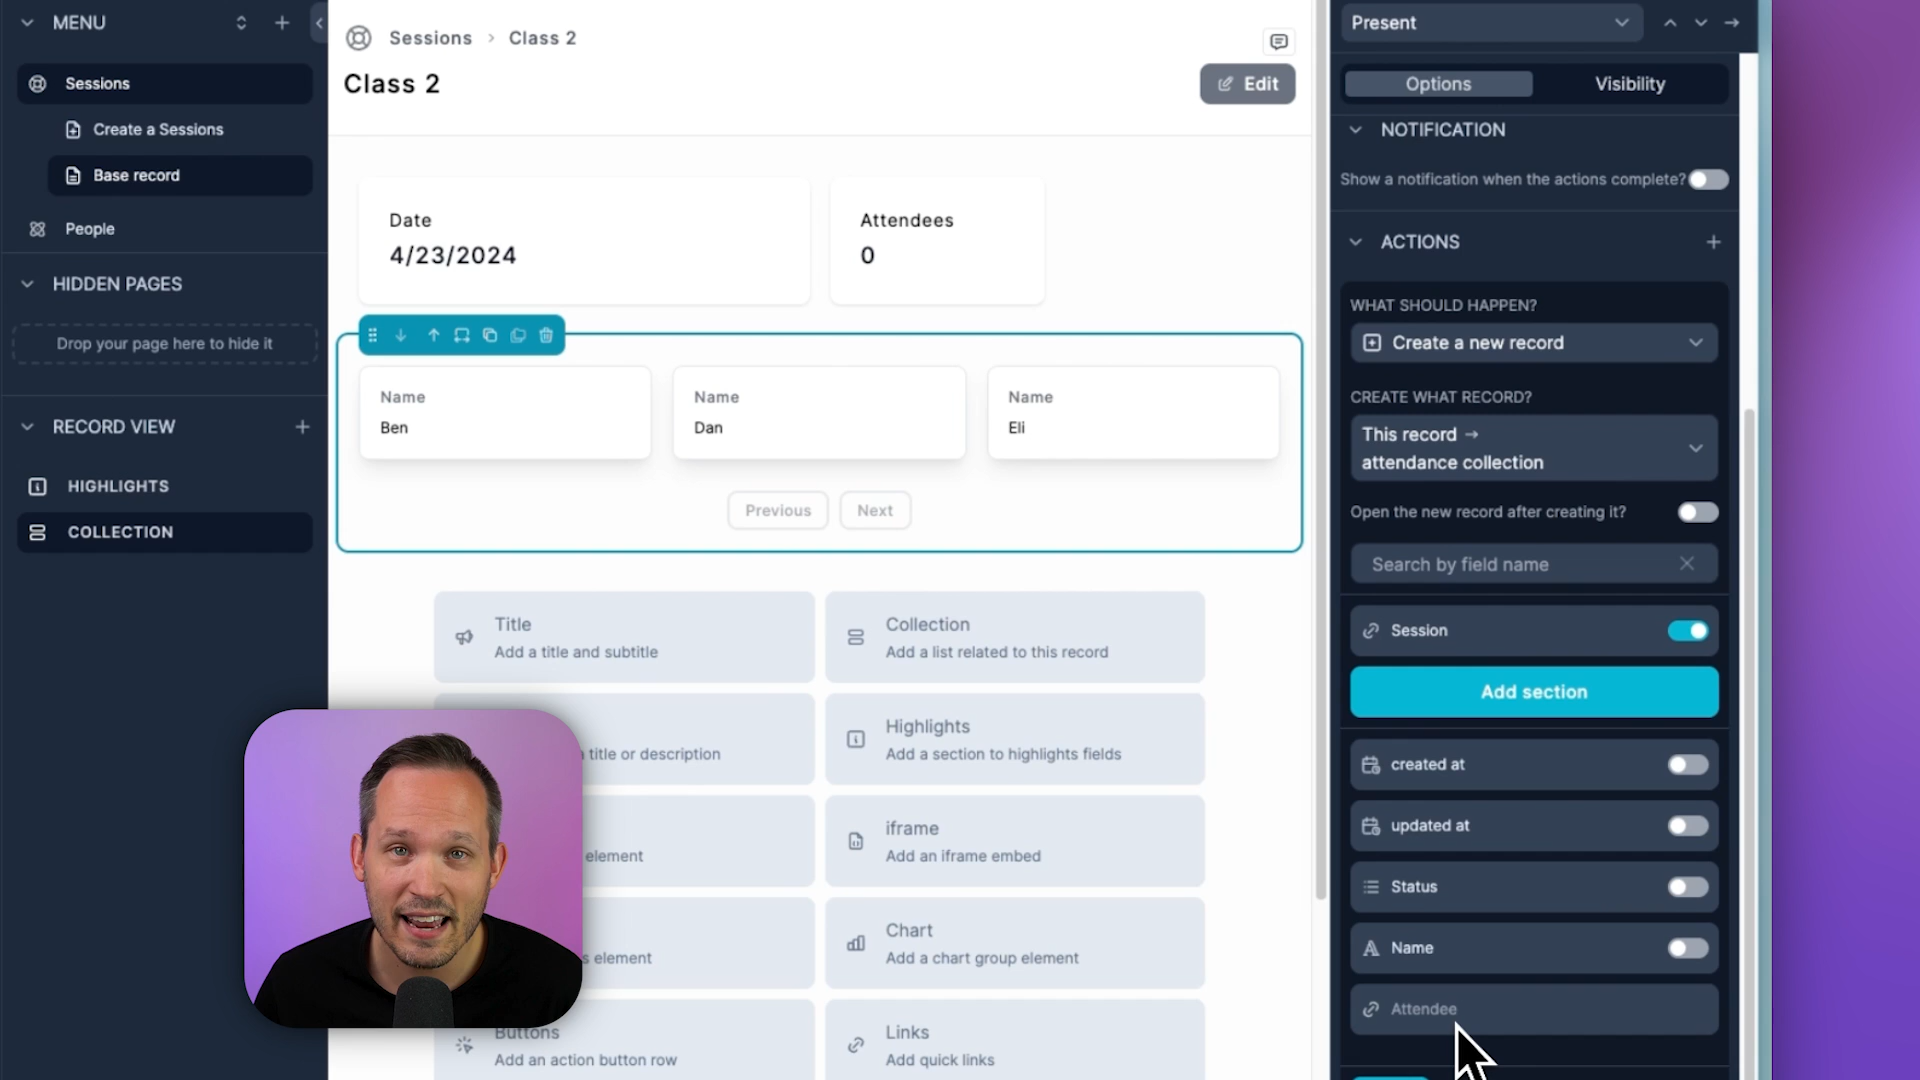 MENU
Sessions
Create a Sessions
Base record
People
HIDDEN PAGES
Drop your page here to hide it
RECORD VIEW
HIGHLIGHTS
COLLECTION
Sessions > Class 2
Class 2
Edit
Date
4/23/2024
Attendees
0
Name
Ben
Name
Dan
Name
Eli
Previous
Next
Title
Add a title and subtitle
Collection
Add a list related to this record
title or description
Highlights
Add a section to highlights fields
element
iframe
Add an iframe embed
s element
Chart
Add a chart group element
Buttons
Add an action button row
Links
Add quick links
Present
Options
Visibility
NOTIFICATION
Show a notification when the actions complete?
ACTIONS
WHAT SHOULD HAPPEN?
Create a new record
CREATE WHAT RECORD?
This record →
attendance collection
Open the new record after creating it?
Search by field name
Session
Add section
created at
updated at
Status
Name
Attendee